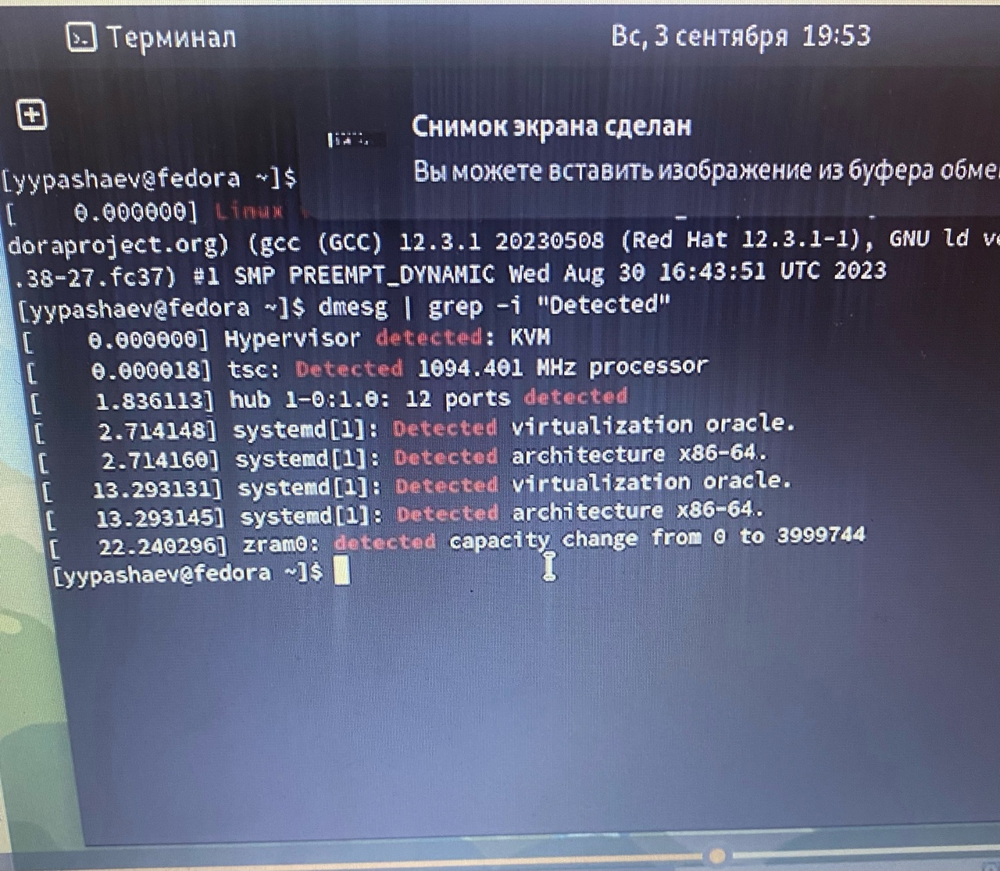 Терминал
Вс, 3 сентября 19:53
Снимок экрана сделан
Вы можете вставить изображение из буфера
[yypashaev@fedora ~]$
[    0.000000] Linux
doraproject.org) (gcc (GCC) 12.3.1 20230508 (Red Hat 12.3.1-1), GNU ld
.38-27.fc37) #1 SMP PREEMPT_DYNAMIC Wed Aug 30 16:43:51 UTC 2023
[yypashaev@fedora ~]$ dmesg | grep -i "Detected"
[    0.000000] Hypervisor detected: KVM
[    0.000018] tsc: Detected 1094.401 MHz processor
[    1.836113] hub 1-0:1.0: 12 ports detected
[    2.714148] systemd[1]: Detected virtualization oracle.
[    2.714160] systemd[1]: Detected architecture x86-64.
[   13.293131] systemd[1]: Detected virtualization oracle.
[   13.293145] systemd[1]: Detected architecture x86-64.
[   22.240296] zram0: detected capacity change from 0 to 3999744
[yypashaev@fedora ~]$